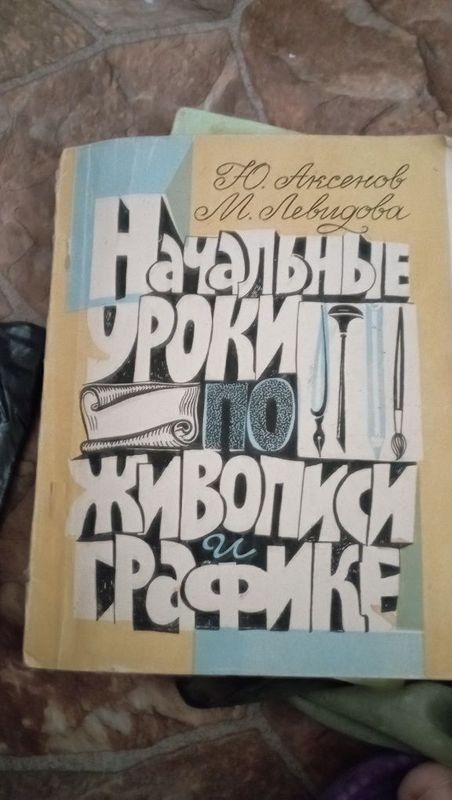 Ю. Аксенов
М. Левидова
Начальные
уроки
по
живописи
и
графике